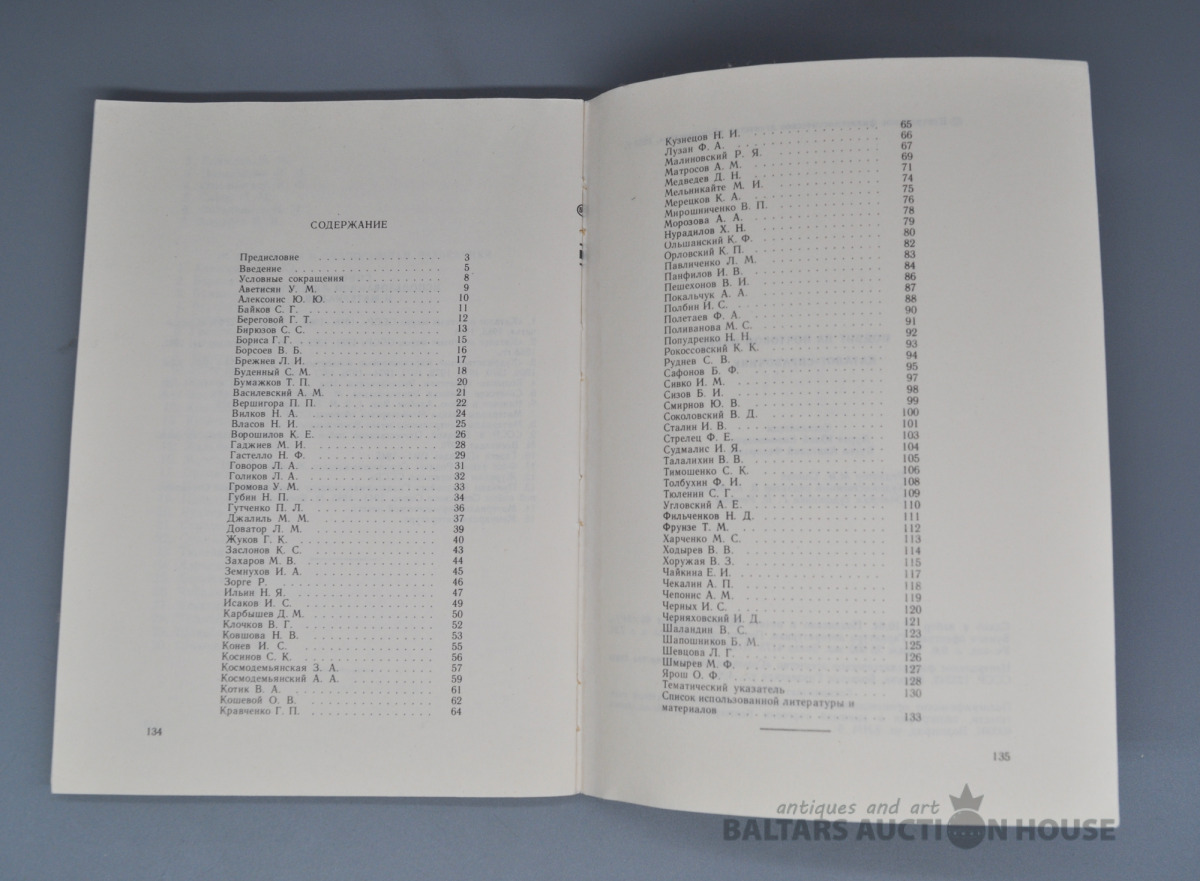 СОДЕРЖАНИЕ
Предисловие . . . . . . . . . . 3
Введение . . . . . . . . . . 5
Условные сокращения . . . . . . . . . . 8
Аветисян У. М. . . . . . . . . . . 9
Алексонис Ю. Ю. . . . . . . . . . . 10
Байков С. Г. . . . . . . . . . . 11
Береговой Г. Т. . . . . . . . . . . 12
Бирюзов С. С. . . . . . . . . . . 13
Бориса Г. Г. . . . . . . . . . . 15
Борсоев В. Б. . . . . . . . . . . 16
Брежнев Л. И. . . . . . . . . . . 17
Буденный С. М. . . . . . . . . . . 18
Бумажков Т. П. . . . . . . . . . . 20
Василевский А. М. . . . . . . . . . . 21
Вершигора П. П. . . . . . . . . . . 22
Вилков Н. А. . . . . . . . . . . 24
Власов Н. И. . . . . . . . . . . 25
Ворошилов К. Е. . . . . . . . . . . 26
Гаджиев М. И. . . . . . . . . . . 28
Гастелло Н. Ф. . . . . . . . . . . 29
Говоров Л. А. . . . . . . . . . . 31
Голиков Л. А. . . . . . . . . . . 32
Громова У. М. . . . . . . . . . . 33
Губин Н. П. . . . . . . . . . . 34
Гутченко П. Л. . . . . . . . . . . 36
Джалиль М. М. . . . . . . . . . . 37
Доватор Л. М. . . . . . . . . . . 39
Жуков Г. К. . . . . . . . . . . 40
Заслонов К. С. . . . . . . . . . . 43
Захаров М. В. . . . . . . . . . . 44
Земнухов И. А. . . . . . . . . . . 45
Зорге Р. . . . . . . . . . . 46
Ильин Н. Я. . . . . . . . . . . 47
Исаков И. С. . . . . . . . . . . 49
Карбышев Д. М. . . . . . . . . . . 50
Клочков В. Г. . . . . . . . . . . 52
Ковшова Н. В. . . . . . . . . . . 53
Конев И. С. . . . . . . . . . . 55
Косинов С. К. . . . . . . . . . . 56
Космодемьянская З. А. . . . . . . . . . . 57
Космодемьянский А. А. . . . . . . . . . . 59
Котик В. А. . . . . . . . . . . 61
Кошевой О. В. . . . . . . . . . . 62
Кравченко Г. П. . . . . . . . . . . 64
134
Кузнецов Н. И. . . . . . . . . . . 65
Лузан Ф. А. . . . . . . . . . . 66
Малиновский Р. Я. . . . . . . . . . . 67
Матросов А. М. . . . . . . . . . . 69
Медведев Д. Н. . . . . . . . . . . 71
Мельникайте М. И. . . . . . . . . . . 74
Мерецков К. А. . . . . . . . . . . 75
Мирошниченко В. П. . . . . . . . . . . 76
Морозова А. А. . . . . . . . . . . 78
Нурадилов Х. Н. . . . . . . . . . . 79
Ольшанский К. Ф. . . . . . . . . . . 80
Орловский К. П. . . . . . . . . . . 82
Павличенко Л. М. . . . . . . . . . . 83
Панфилов И. В. . . . . . . . . . . 84
Пешехонов В. И. . . . . . . . . . . 86
Покальчук А. А. . . . . . . . . . . 87
Полбин И. С. . . . . . . . . . . 88
Полетаев Ф. А. . . . . . . . . . . 90
Поливанова М. С. . . . . . . . . . . 91
Попудренко Н. Н. . . . . . . . . . . 92
Рокоссовский К. К. . . . . . . . . . . 93
Руднев С. В. . . . . . . . . . . 94
Сафонов Б. Ф. . . . . . . . . . . 95
Сивко И. М. . . . . . . . . . . 97
Сизов Б. И. . . . . . . . . . . 98
Смирнов Ю. В. . . . . . . . . . . 99
Соколовский В. Д. . . . . . . . . . . 100
Сталин И. В. . . . . . . . . . . 101
Стрелец Ф. Е. . . . . . . . . . . 103
Судмалис И. Я. . . . . . . . . . . 104
Талалихин В. В. . . . . . . . . . . 105
Тимошенко С. К. . . . . . . . . . . 106
Толбухин Ф. И. . . . . . . . . . . 108
Тюленин С. Г. . . . . . . . . . . 109
Угловский А. Е. . . . . . . . . . . 110
Фильченков Н. Д. . . . . . . . . . . 111
Фрунзе Т. М. . . . . . . . . . . 112
Харченко М. С. . . . . . . . . . . 113
Ходырев В. В. . . . . . . . . . . 114
Хоружая В. З. . . . . . . . . . . 115
Чайкина Е. И. . . . . . . . . . . 117
Чекалин А. П. . . . . . . . . . . 118
Чепонис А. М. . . . . . . . . . . 119
Черных И. С. . . . . . . . . . . 120
Черняховский И. Д. . . . . . . . . . . 121
Шаландин В. С. . . . . . . . . . . 123
Шапошников Б. М. . . . . . . . . . . 125
Шевцова Л. Г. . . . . . . . . . . 126
Шмырев М. Ф. . . . . . . . . . . 127
Ярош О. Ф. . . . . . . . . . . 128
Тематический указатель . . . . . . . . . . 130
Список использованной литературы и
материалов . . . . . . . . . . 133
135
antiques and art
BALTARS AUCTION HOUSE